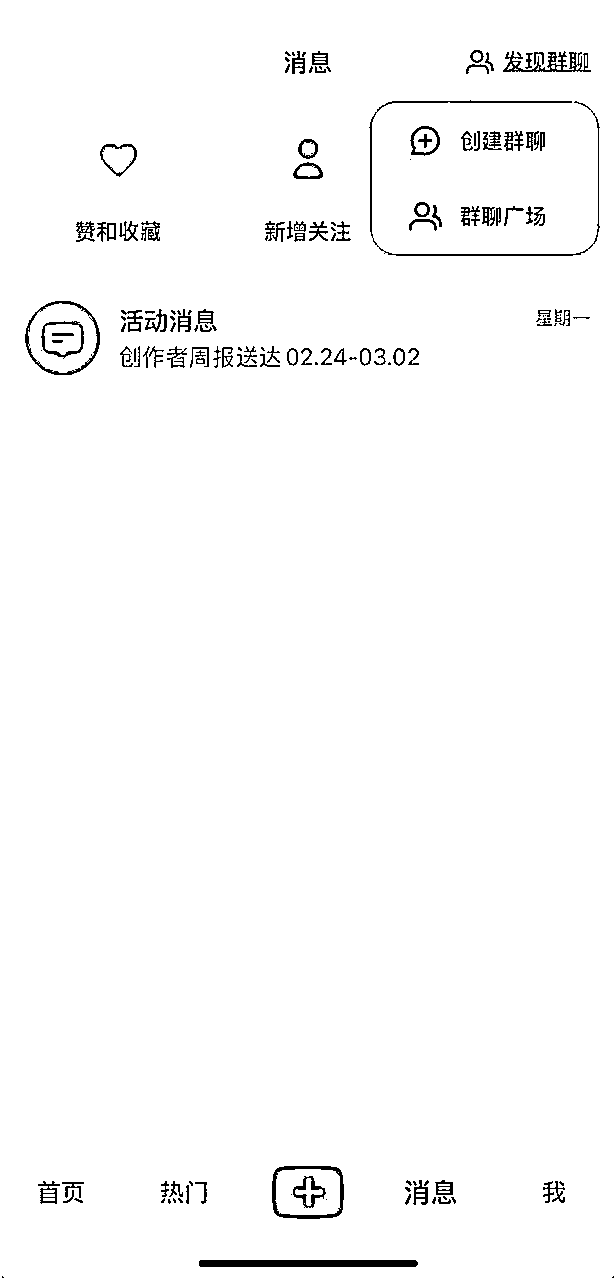 消息
发现群聊
创建群聊
群聊广场
赞和收藏
新增关注
活动消息
星期一
创作者周报送达 02.24-03.02
首页
热门
消息
我